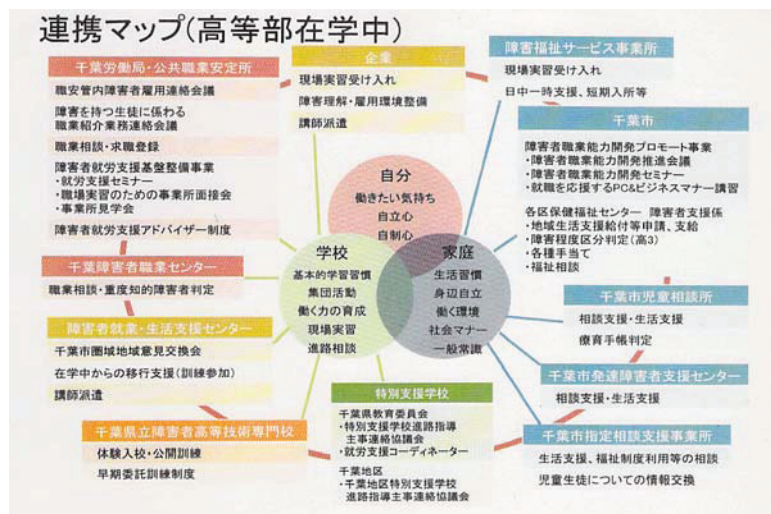 連携マップ(高等部在学中)
千葉労働局・公共職業安定所
職安管内障害者雇用連絡会議
障害を持つ生徒に係わる
職業紹介業務連絡会議
職業相談・求職登録
障害者就労支援基盤整備事業
・就労支援セミナー
・職場実習のための事業所面接会
・事業所見学会
障害者就労支援アドバイザー制度
千葉障害者職業センター
職業相談・重度知的障害者判定
障害者就業・生活支援センター
千葉市圏域地域意見交換会
在学中からの移行支援(訓練参加)
講師派遣
千葉県立障害者高等技術専門校
体験入校・公開訓練
早期委託訓練制度
企業
現場実習受け入れ
障害理解・雇用環境整備
講師派遣
自分
働きたい気持ち
自立心
自制心
学校
基本的学習習慣
集団活動
働く力の育成
現場実習
進路相談
家庭
生活習慣
身辺自立
働く環境
社会マナー
一般常識
特別支援学校
千葉県教育委員会
・特別支援学校進路指導
主事連絡協議会
・就労支援コーディネーター
千葉地区
・千葉地区特別支援学校
進路指導主事連絡協議会
障害福祉サービス事業所
現場実習受け入れ
日中一時支援、短期入所等
千葉市
障害者職業能力開発プロモート事業
・障害者職業能力開発推進会議
・障害者職業能力開発セミナー
・就職を応援するPC&ビジネスマナー講習
各区保健福祉センター 障害者支援係
・地域生活支援給付等申請、支給
・障害程度区分判定(高3)
・各種手当て
・福祉相談
千葉市児童相談所
相談支援・生活支援
療育手帳判定
千葉市発達障害者支援センター
相談支援・生活支援
千葉市指定相談支援事業所
生活支援、福祉制度利用等の相談
児童生徒についての情報交換